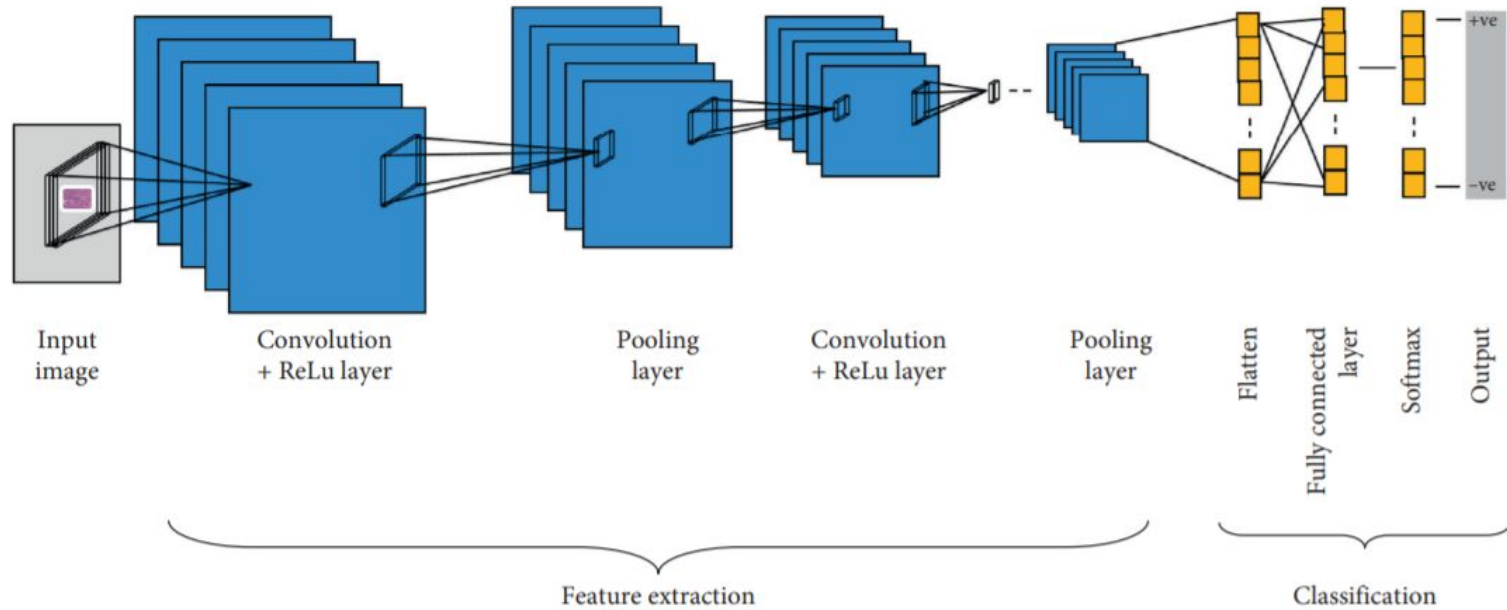 +ve
−ve
Input
image
Convolution
+ ReLu layer
Pooling
layer
Convolution
+ ReLu layer
Pooling
layer
Flatten
Fully connected
layer
Softmax
Output
Feature extraction
Classification